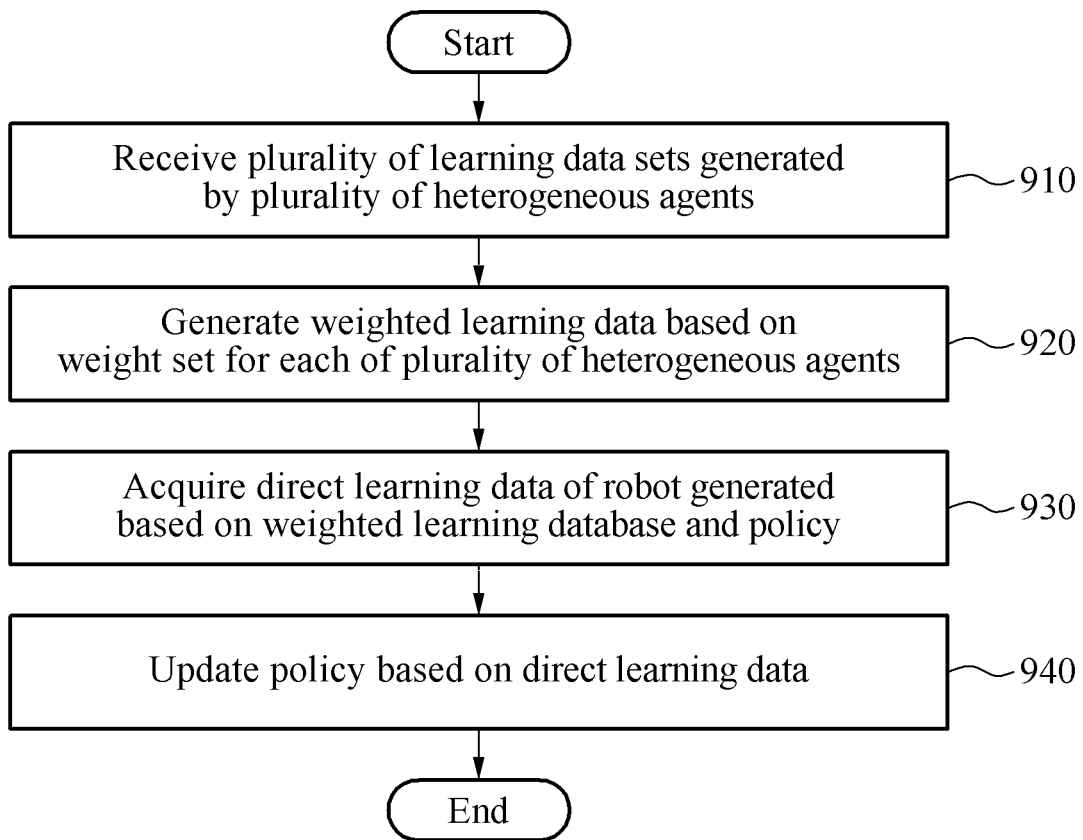 Start
Receive plurality of learning data sets generated
by plurality of heterogeneous agents
910
Generate weighted learning data based on
weight set for each of plurality of heterogeneous agents
920
Acquire direct learning data of robot generated
based on weighted learning database and policy
930
Update policy based on direct learning data
940
End